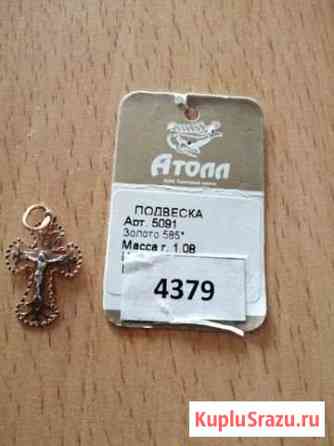 Атолл
ПОДВЕСКА
Арт. 5091
Золото 585*
Масса г. 1.08
4379
KupluSrazu.ru